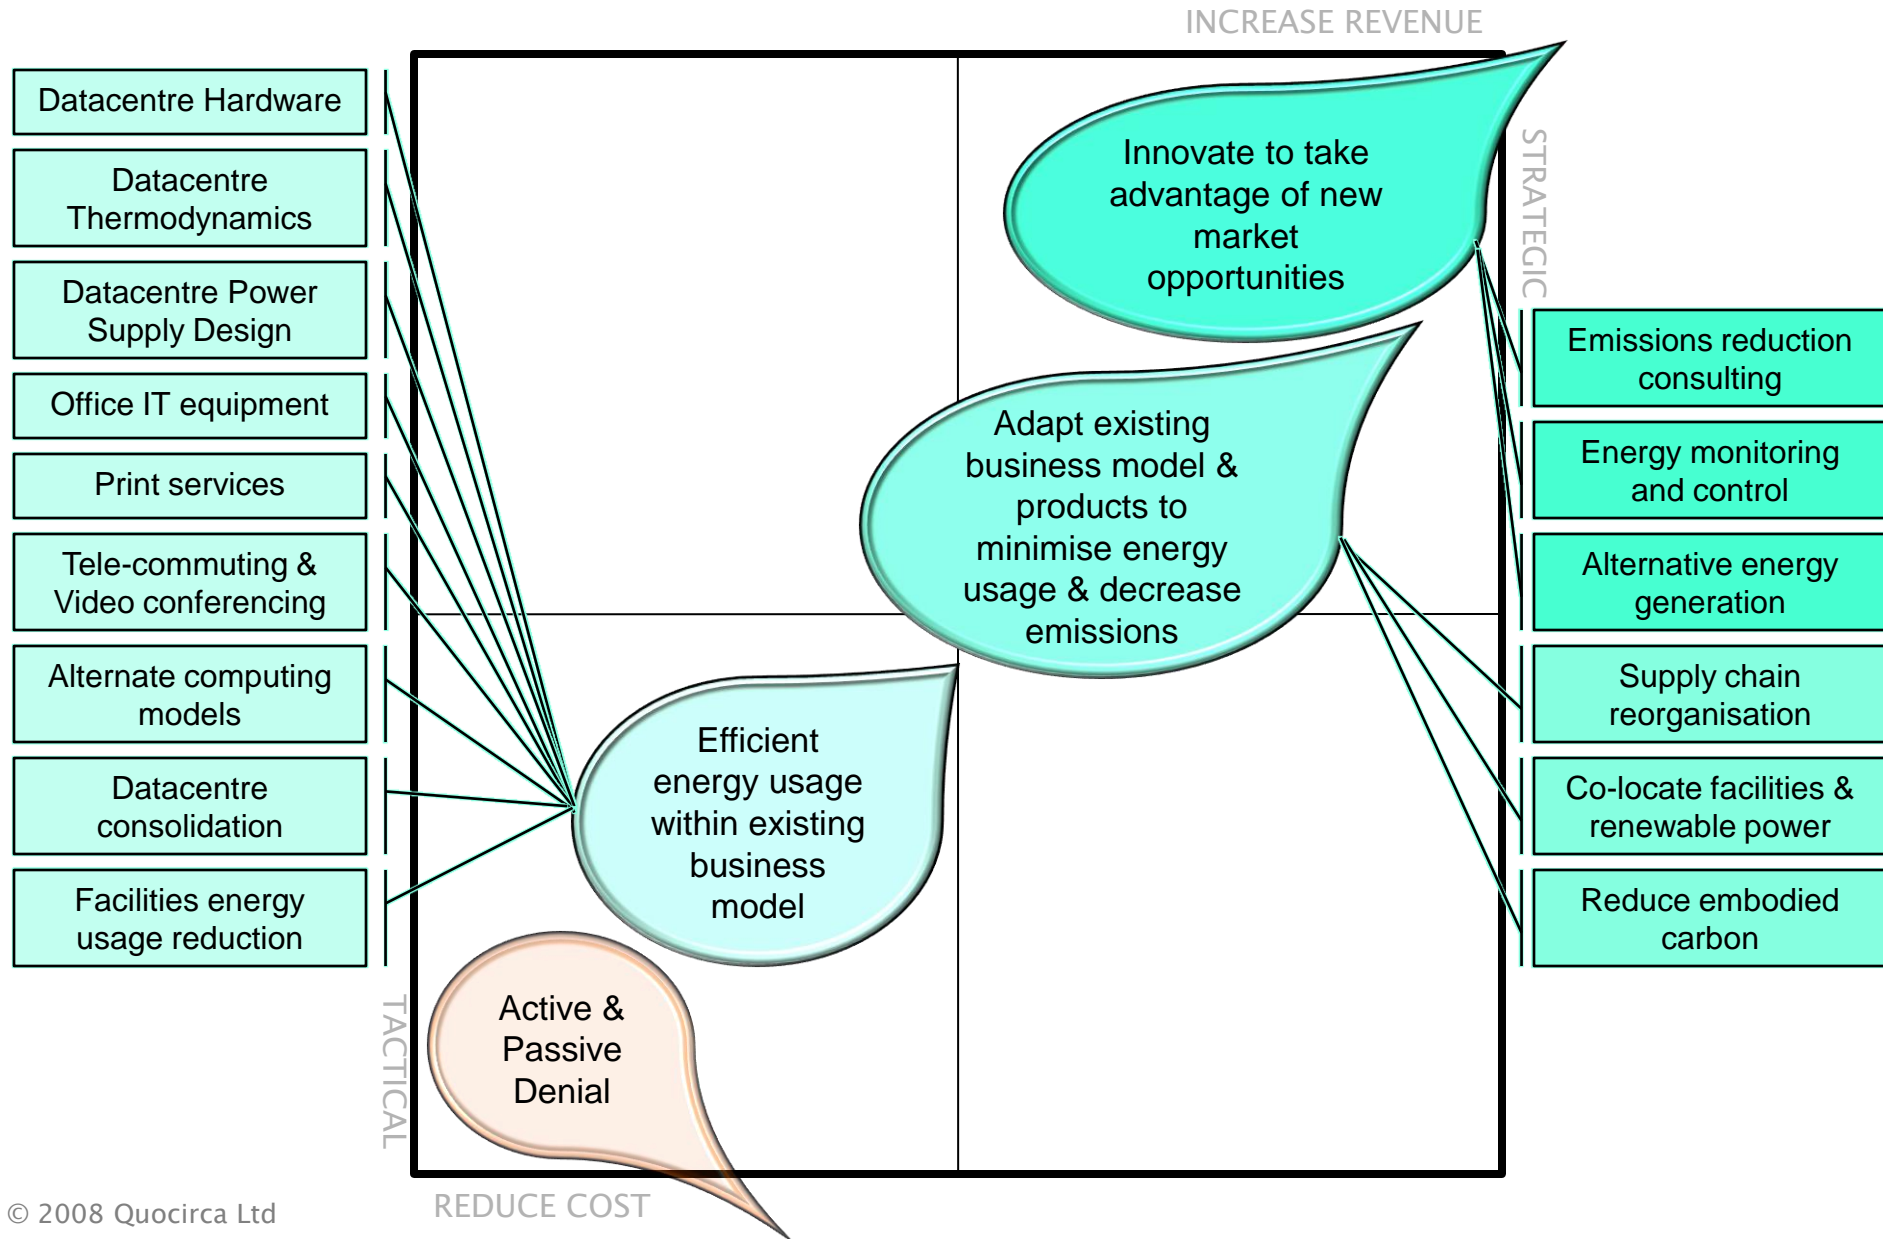 INCREASE REVENUE
Datacentre Hardware
Datacentre
Thermodynamics
Datacentre Power
Supply Design
Office IT equipment
Print services
Tele-commuting &
Video conferencing
Alternate computing
models
Datacentre
consolidation
Facilities energy
usage reduction
TACTICAL
Innovate to take
advantage of new
market
opportunities
Adapt existing
business model &
products to
minimise energy
usage & decrease
emissions
Efficient
energy usage
within existing
business
model
Active &
Passive
Denial
STRATEGIC
Emissions reduction
consulting
Energy monitoring
and control
Alternative energy
generation
Supply chain
reorganisation
Co-locate facilities &
renewable power
Reduce embodied
carbon
REDUCE COST
© 2008 Quocirca Ltd